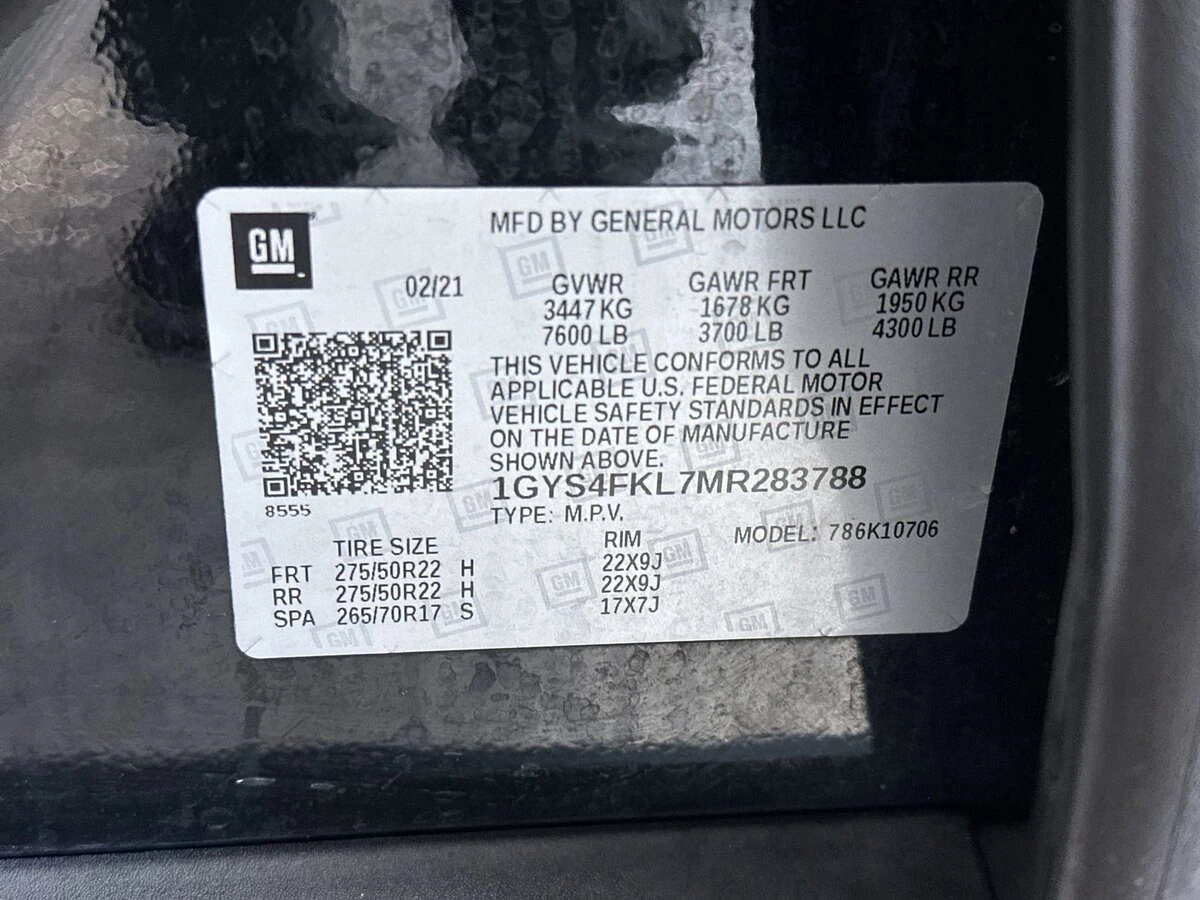 GM
MFD BY GENERAL MOTORS LLC
02/21 GVWR GAWR FRT GAWR RR
3447 KG 1678 KG 1950 KG
7600 LB 3700 LB 4300 LB
THIS VEHICLE CONFORMS TO ALL
APPLICABLE U.S. FEDERAL MOTOR
VEHICLE SAFETY STANDARDS IN EFFECT
ON THE DATE OF MANUFACTURE
SHOWN ABOVE.
1GYS4FKL7MR283788
8555
TYPE: M.P.V.
MODEL: 786K10706
TIRE SIZE RIM
FRT 275/50R22 H 22X9J
RR 275/50R22 H 22X9J
SPA 265/70R17 S 17X7J